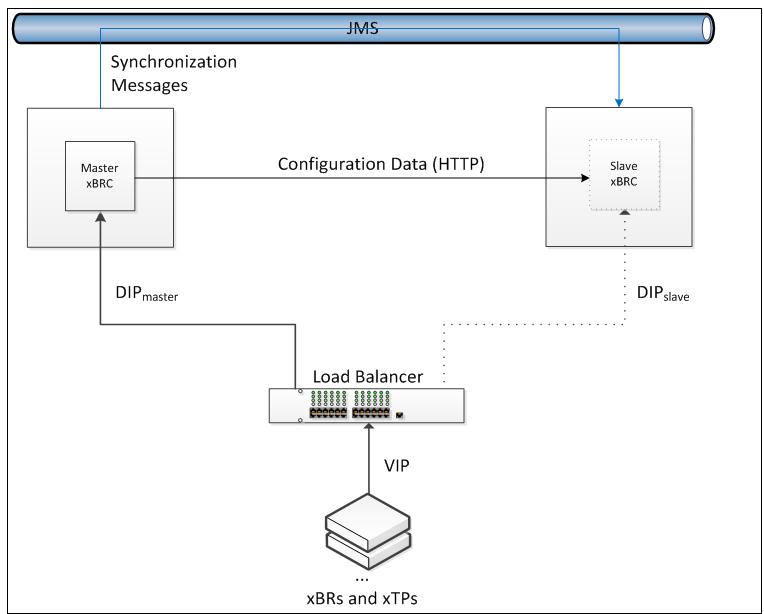 JMS
Synchronization
Messages
Master
xBRC
Configuration Data (HTTP)
Slave
xBRC
DIPmaster
DIPslave
Load Balancer
VIP
...
xBRs and xTPs